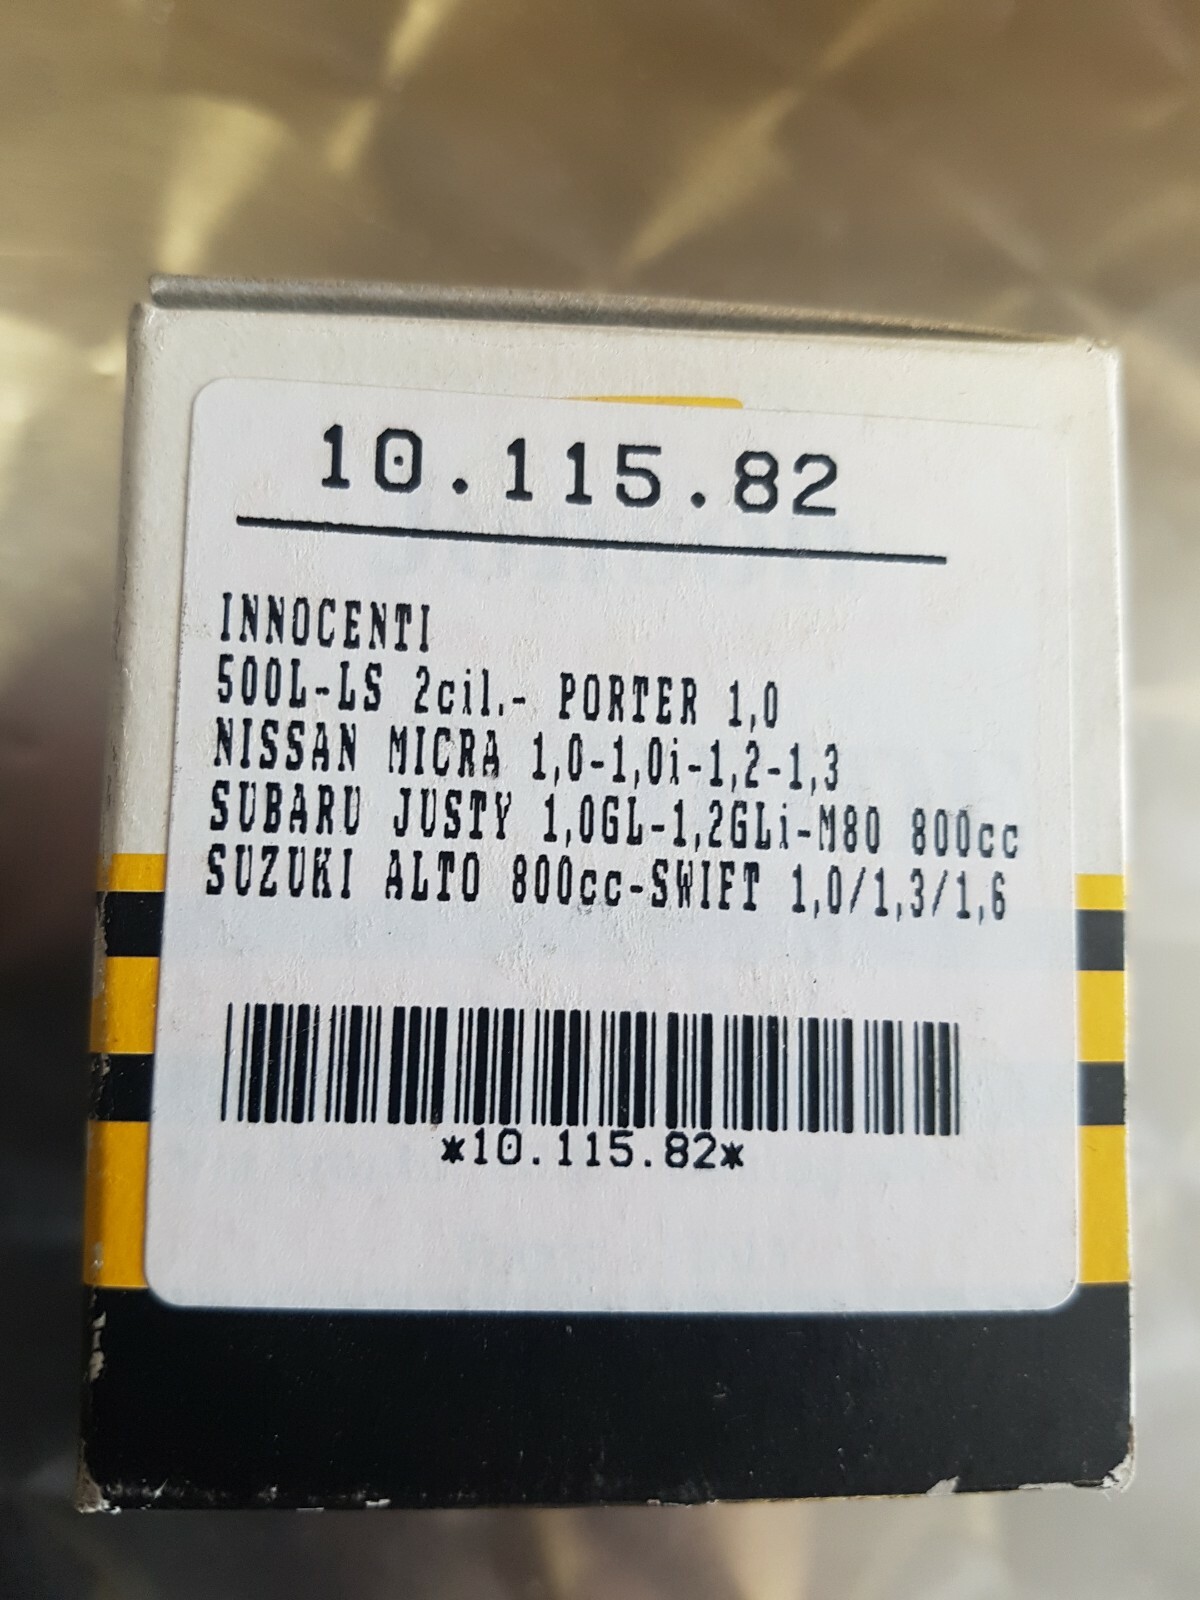 10.115.82
INNOCENTI
500L-LS 2cil.- PORTER 1,0
NISSAN MICRA 1,0-1,0i-1,2-1,3
SUBARU JUSTY 1,0GL-1,2GLi-M80 800cc
SUZUKI ALTO 800cc-SWIFT 1,0/1,3/1,6
*10.115.82*